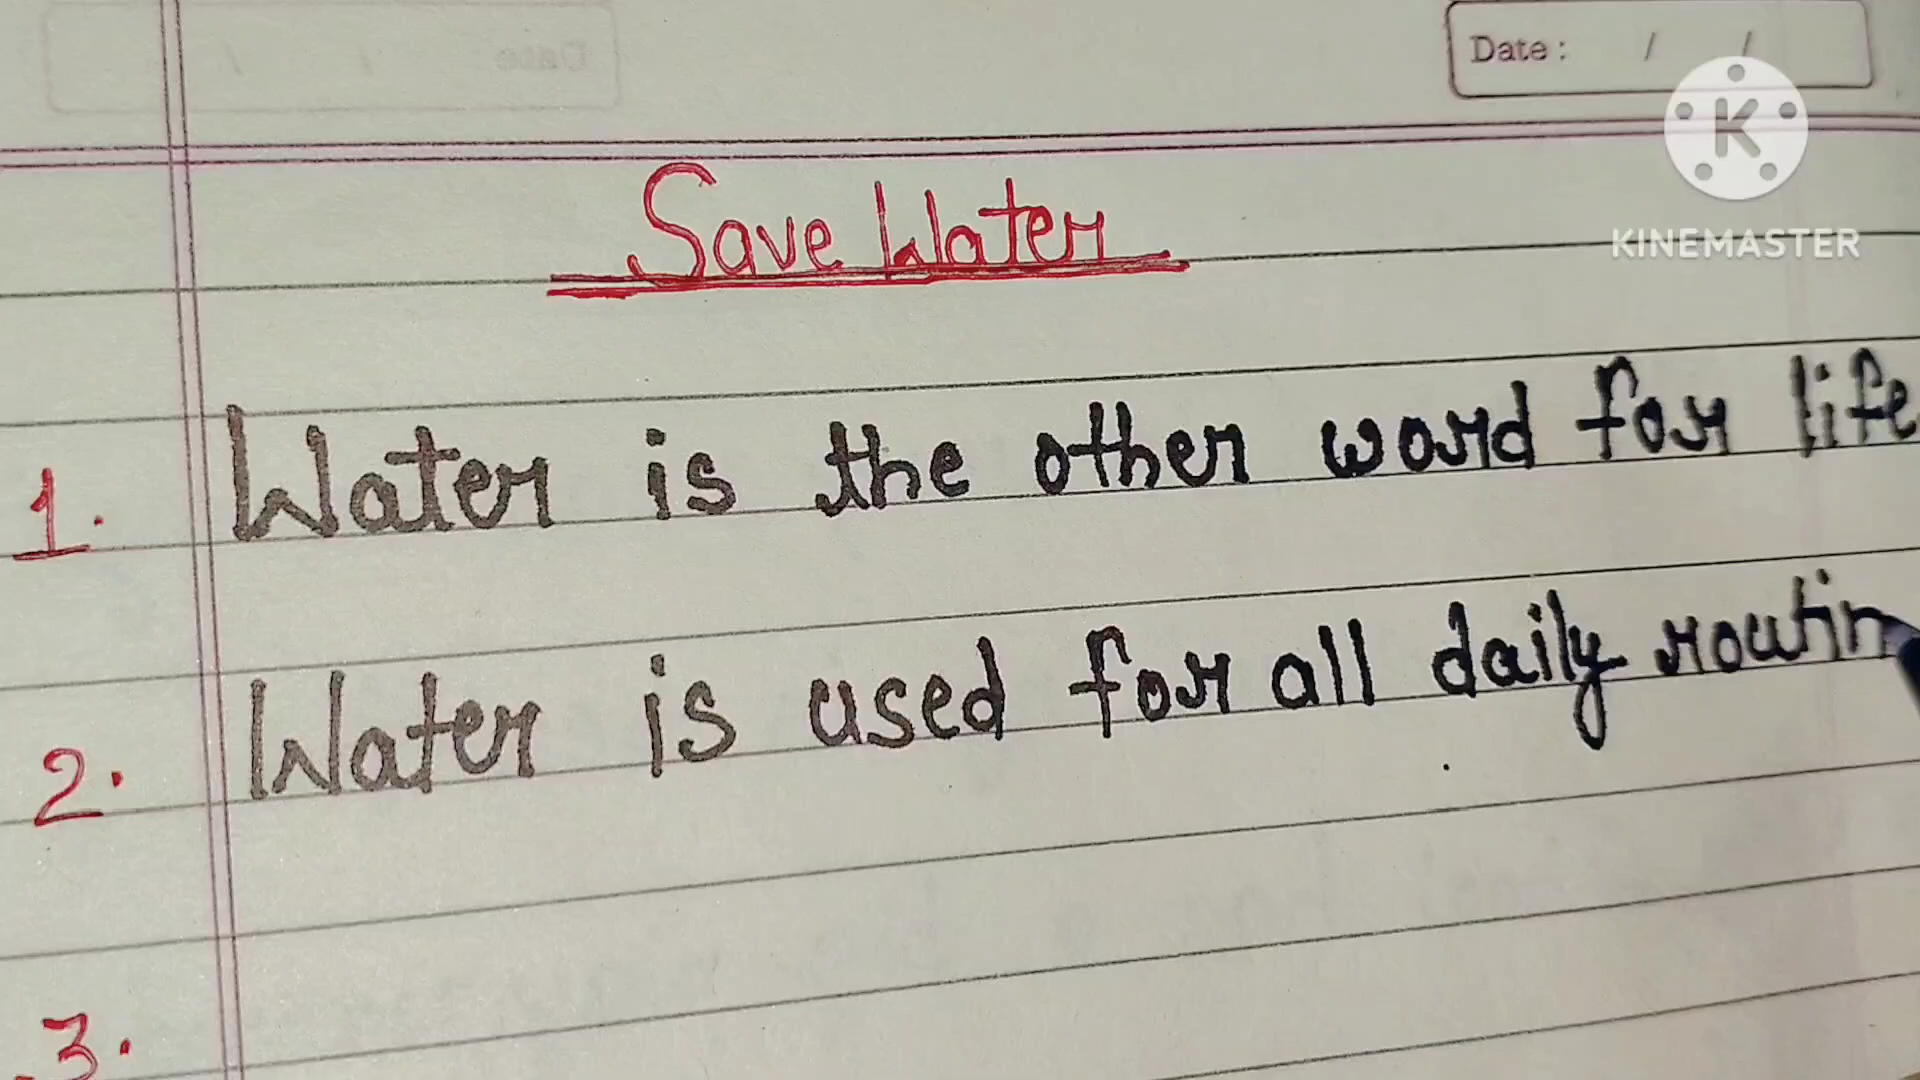 Date : / /
KINEMASTER
Save Water
1. Water is the other word for life.
2. Water is used for all daily routin
3.